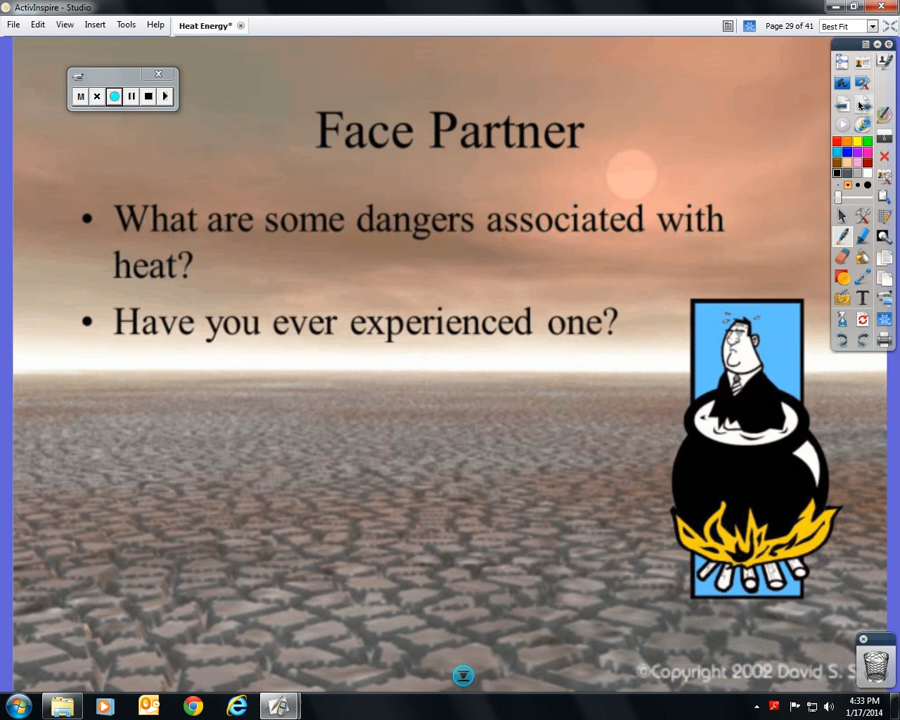 ActivInspire - Studio
File Edit View Insert Tools Help Heat Energy* Page 29 of 41 Best Fit
M
Face Partner
• What are some dangers associated with
heat?
• Have you ever experienced one?
T
©Copyright 2002 David S.
4:33 PM
1/17/2014